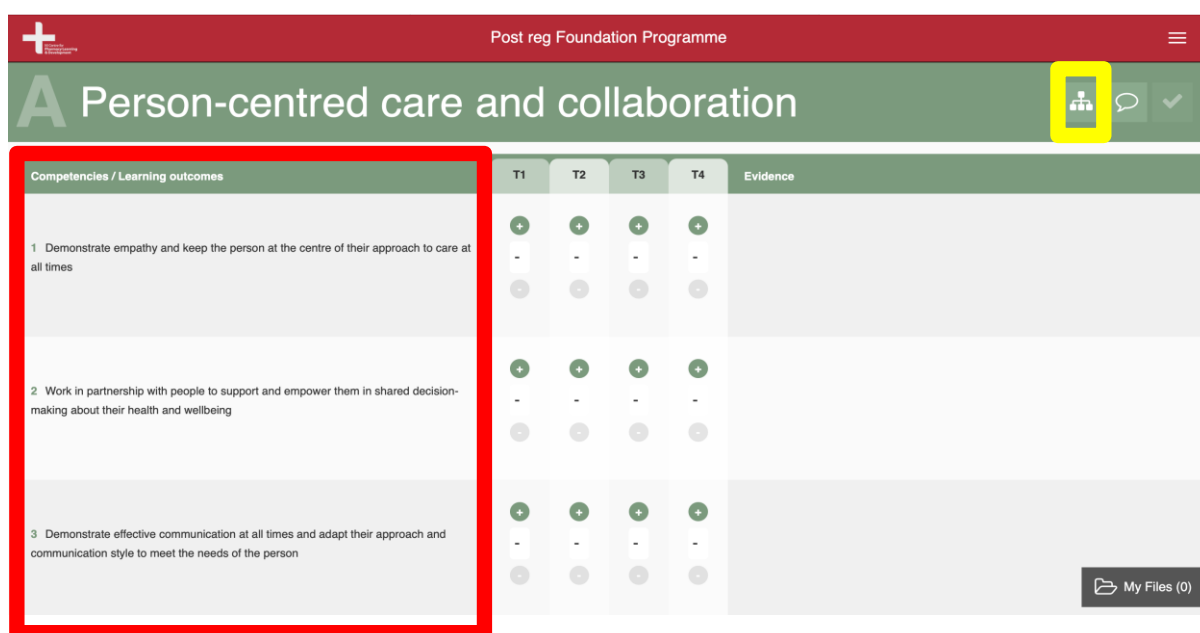 Post reg Foundation Programme
A Person-centred care and collaboration
Competencies / Learning outcomes T1 T2 T3 T4 Evidence
1 Demonstrate empathy and keep the person at the centre of their approach to care at
all times
+ + + +
- - - -
- - - -
2 Work in partnership with people to support and empower them in shared decision-
making about their health and wellbeing
+ + + +
- - - -
- - - -
3 Demonstrate effective communication at all times and adapt their approach and
communication style to meet the needs of the person
+ + + +
- - - -
- - - -
My Files (0)